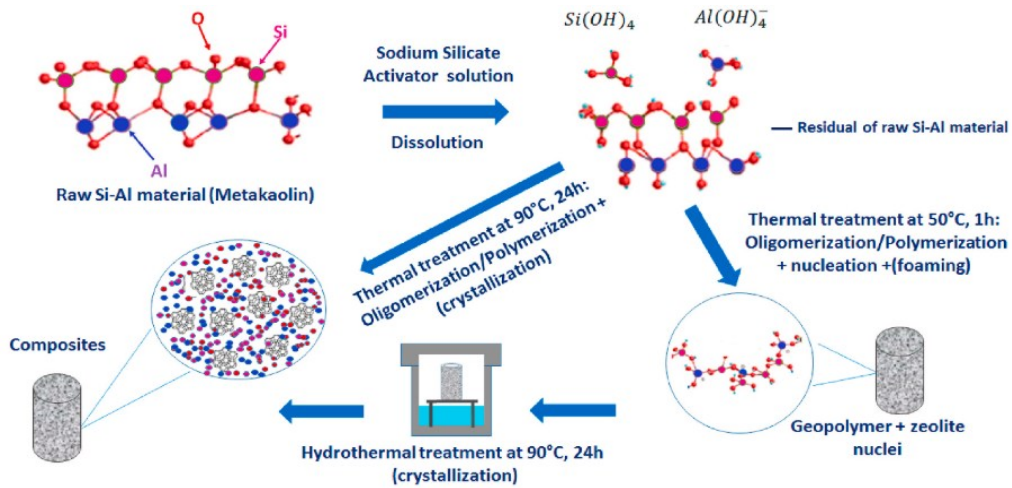 O
Si
Al
Raw Si-Al material (Metakaolin)
Sodium Silicate
Activator solution
Dissolution
Si(OH)₄
Al(OH)₄⁻
Residual of raw Si-Al material
Thermal treatment at 90°C, 24h:
Oligomerization/Polymerization +
(crystallization)
Thermal treatment at 50°C, 1h:
Oligomerization/Polymerization
+ nucleation +(foaming)
Composites
Hydrothermal treatment at 90°C, 24h
(crystallization)
Geopolymer + zeolite
nuclei